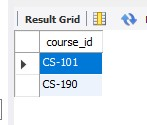 Result Grid
course_id
CS-101
CS-190